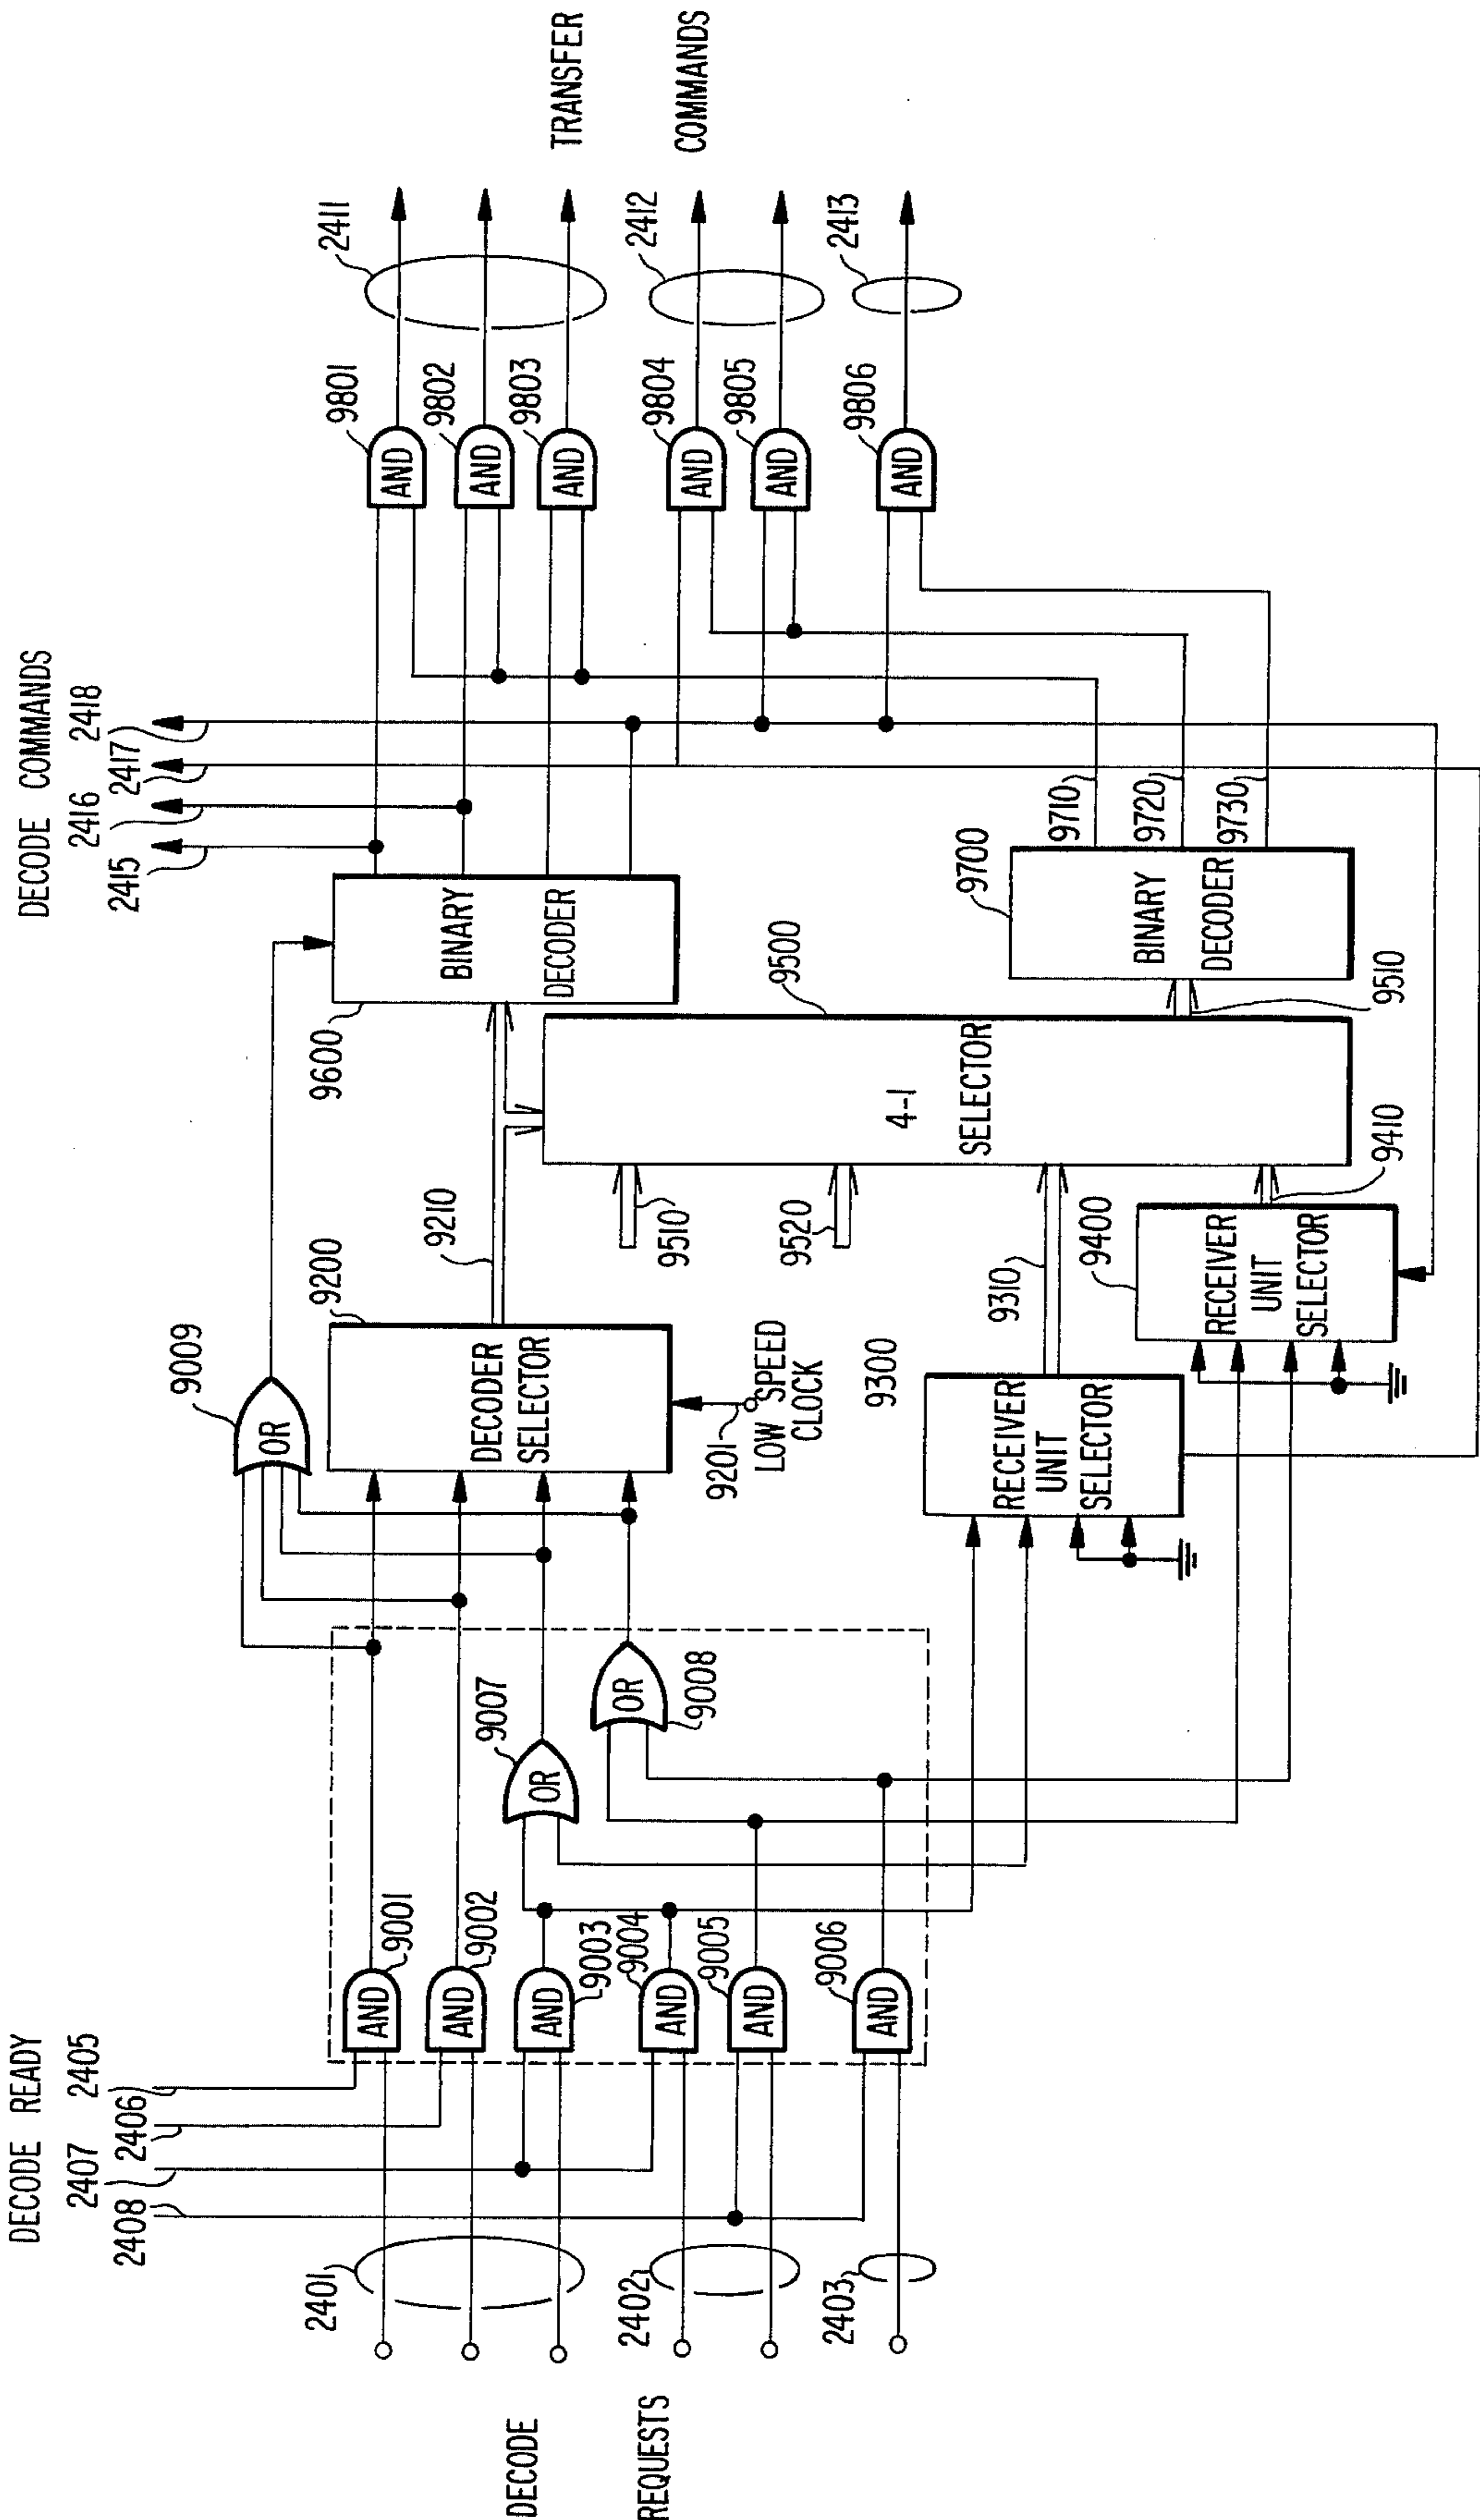 DECODE READY
2405
2406
2407
2408
DECODE
REQUESTS
2401
2402
2403
AND
9001
AND
9002
AND
9003
AND
9004
AND
9005
AND
9006
OR
9007
OR
9008
OR
9009
DECODER
SELECTOR
9200
9210
9201
LOW SPEED
CLOCK
RECEIVER
UNIT
SELECTOR
9300
9310
RECEIVER
UNIT
SELECTOR
9400
9410
9510
9520
4-1
SELECTOR
9500
9510
BINARY
DECODER
9600
BINARY
DECODER
9700
9710
9720
9730
DECODE COMMANDS
2415
2416
2417
2418
AND
9801
AND
9802
AND
9803
AND
9804
AND
9805
AND
9806
2411
2412
2413
TRANSFER
COMMANDS